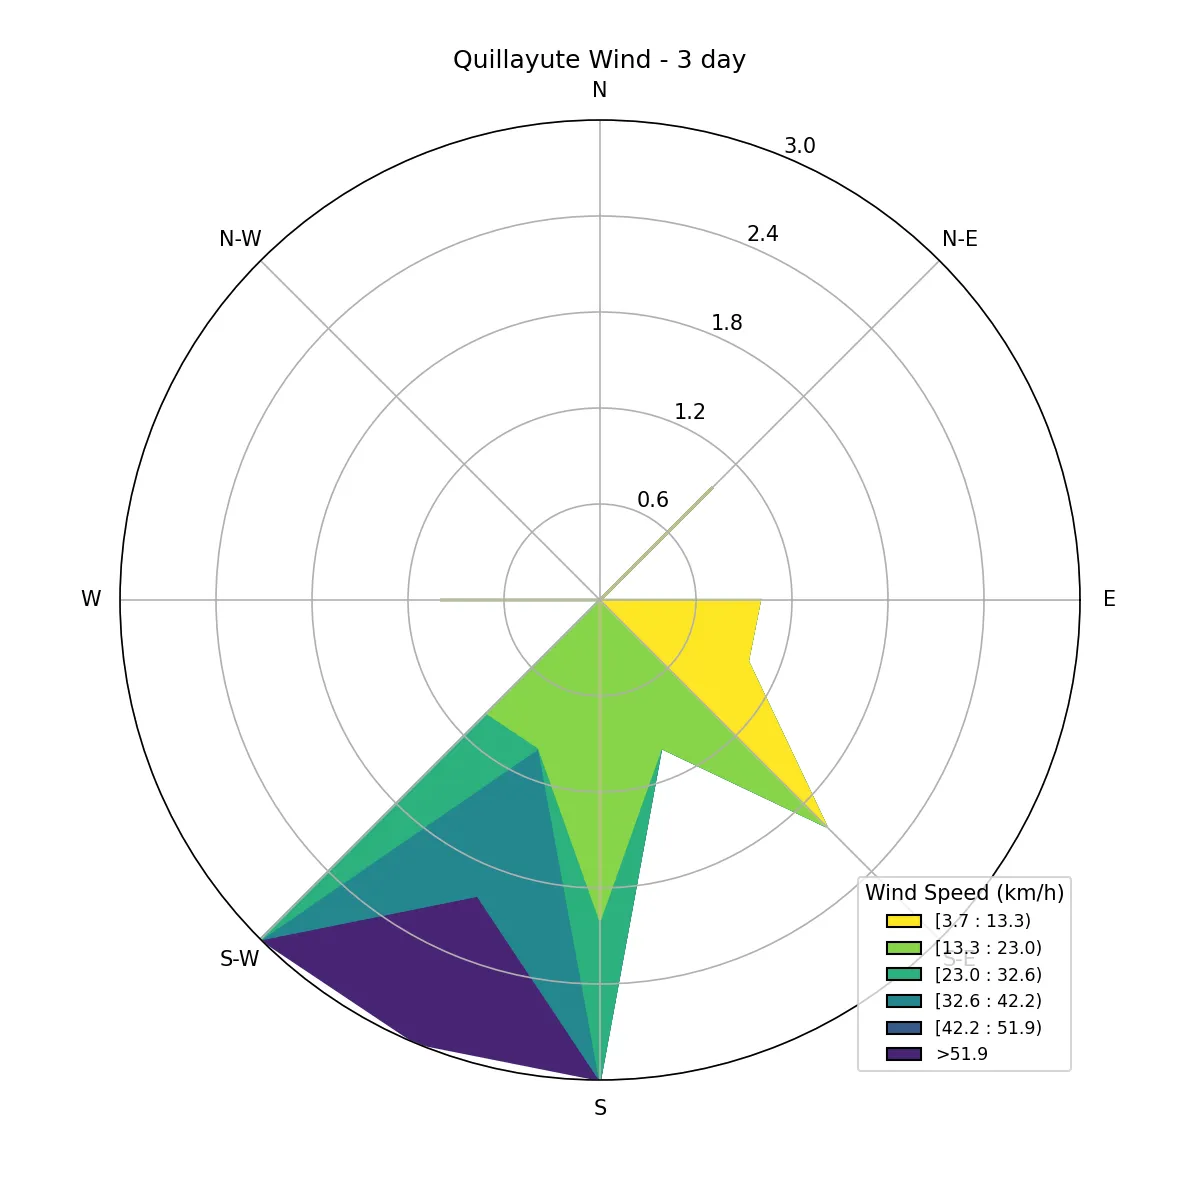 Quillayute Wind - 3 day
N
3.0
N-W
2.4
N-E
1.8
1.2
0.6
W
E
Wind Speed (km/h)
[3.7 : 13.3)
[13.3 : 23.0)
S-W
S-E
[23.0 : 32.6)
[32.6 : 42.2)
[42.2 : 51.9)
>51.9
S